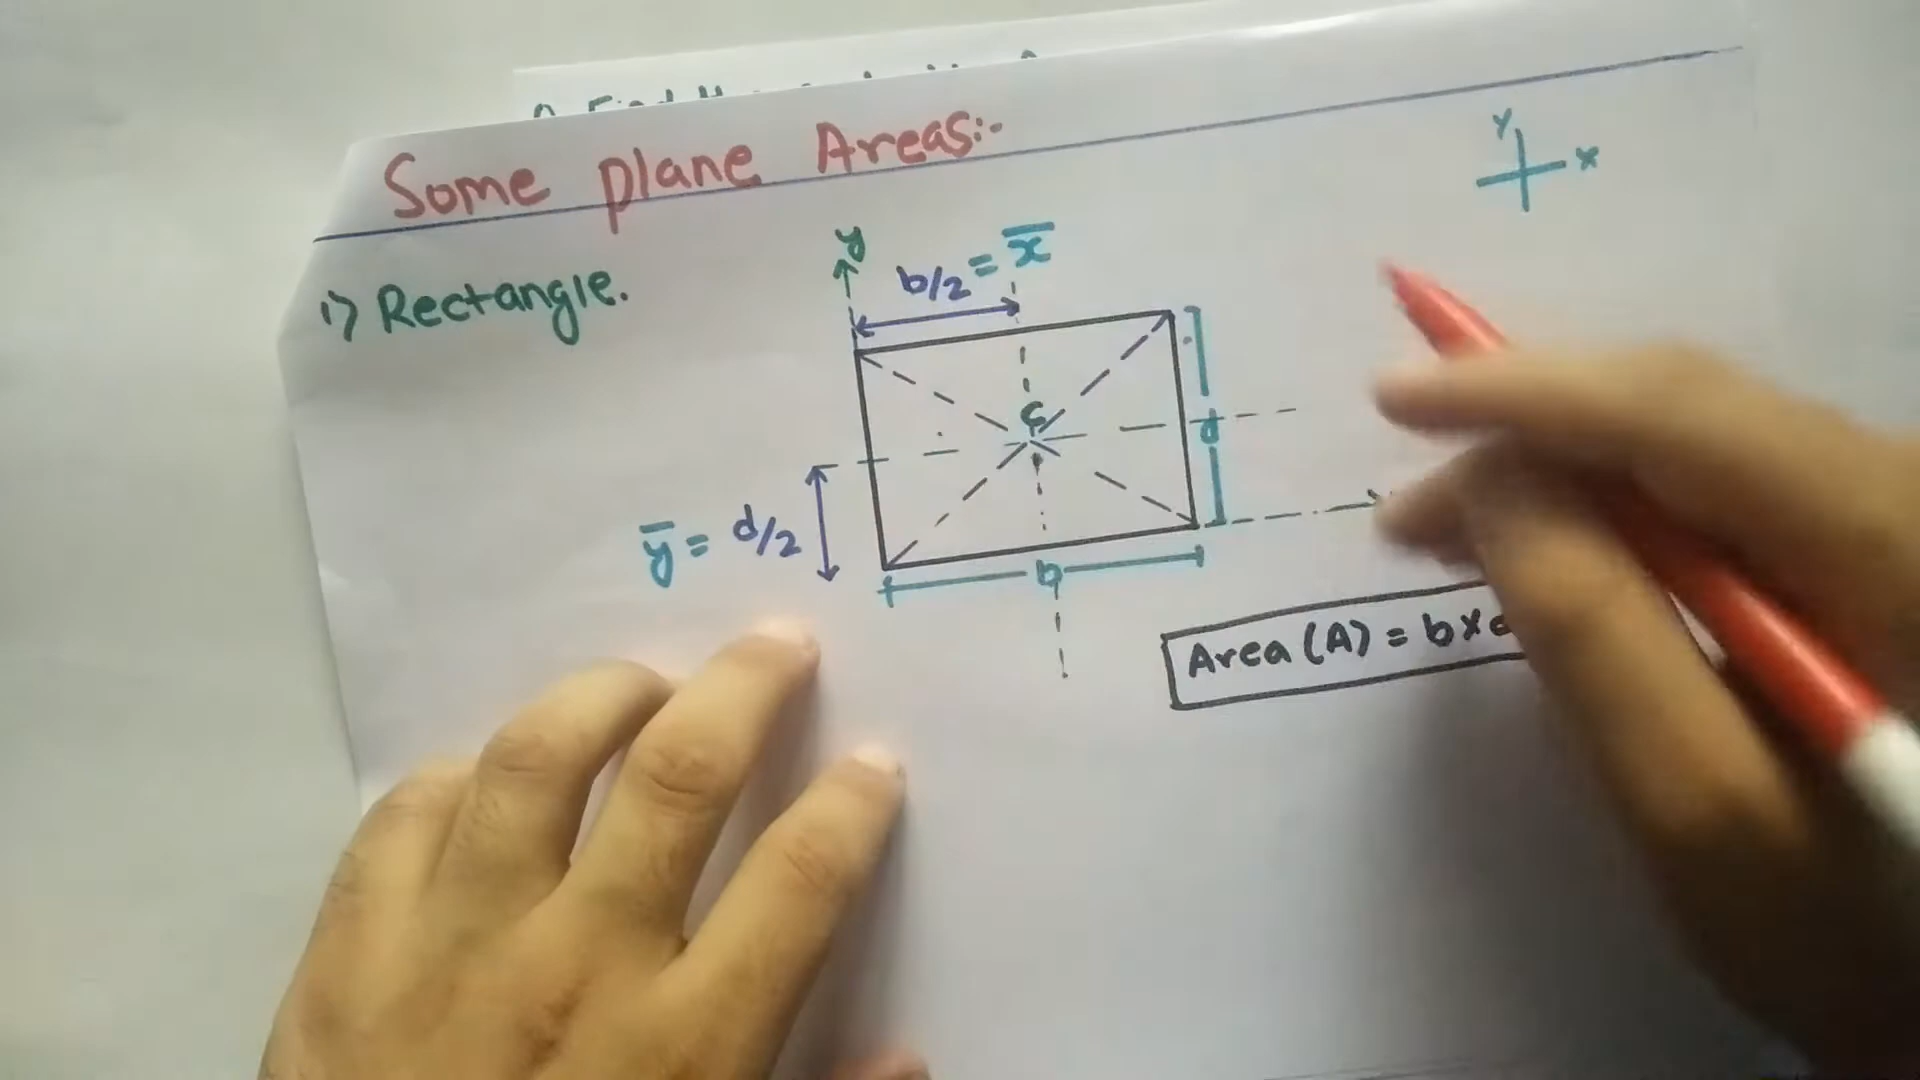 Some plane Areas:-
Y
x
1) Rectangle.
y
b/2 = x̄
C
d
ȳ = d/2
b
Area (A) = b x